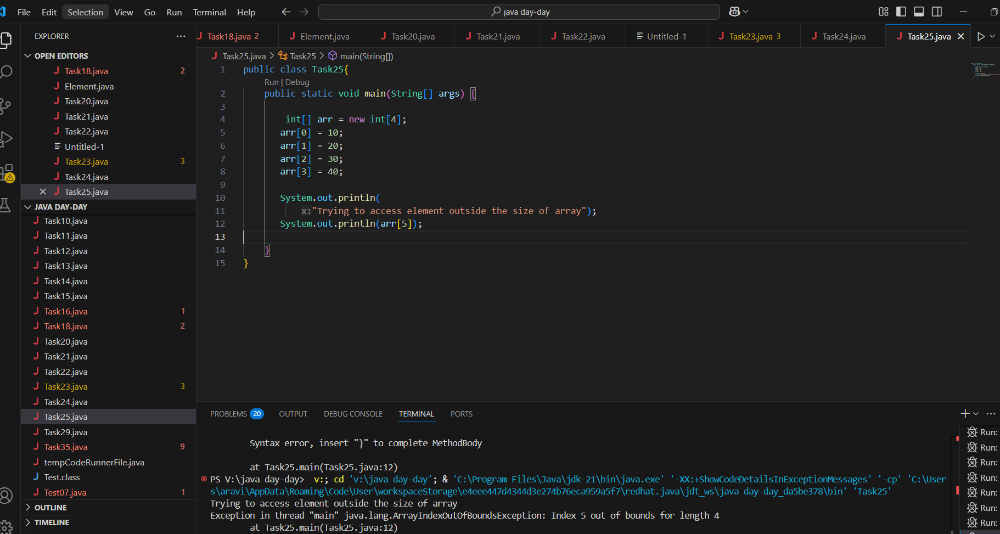 File Edit Selection View Go Run Terminal Help
java day-day
EXPLORER
Task18.java 2
Element.java
Task20.java
Task21.java
Task22.java
Untitled-1
Task23.java 3
Task24.java
Task25.java
OPEN EDITORS
Task18.java 2
Element.java
Task20.java
Task21.java
Task22.java
Untitled-1
Task23.java 3
Task24.java
Task25.java
JAVA DAY-DAY
Task10.java
Task11.java
Task12.java
Task13.java
Task14.java
Task15.java
Task16.java 1
Task18.java 2
Task20.java
Task21.java
Task22.java
Task23.java 3
Task24.java
Task25.java
Task29.java
Task35.java 9
tempCodeRunnerFile.java
Test.class
Test07.java 1
OUTLINE
TIMELINE
Task25.java > Task25 > main(String[])
1 public class Task25{
Run | Debug
2 public static void main(String[] args) {
3
4 int[] arr = new int[4];
5 arr[0] = 10;
6 arr[1] = 20;
7 arr[2] = 30;
8 arr[3] = 40;
9
10 System.out.println(
11 x:"Trying to access element outside the size of array");
12 System.out.println(arr[5]);
13
14 }
15 }
PROBLEMS 20 OUTPUT DEBUG CONSOLE TERMINAL PORTS
Syntax error, insert "}" to complete MethodBody
at Task25.main(Task25.java:12)
PS V:\java day-day> v:; cd 'v:\java day-day'; & 'C:\Program Files\Java\jdk-21\bin\java.exe' '-XX:+ShowCodeDetailsInExceptionMessages' '-cp' 'C:\User
s\aravi\AppData\Roaming\Code\User\workspaceStorage\e4eee447d4344d3e274b76eca959a5f7\redhat.java\jdt_ws\java day-day_da5be378\bin' 'Task25'
Trying to access element outside the size of array
Exception in thread "main" java.lang.ArrayIndexOutOfBoundsException: Index 5 out of bounds for length 4
at Task25.main(Task25.java:12)
Run:
Run:
Run:
Run:
Run:
Run:
Run: